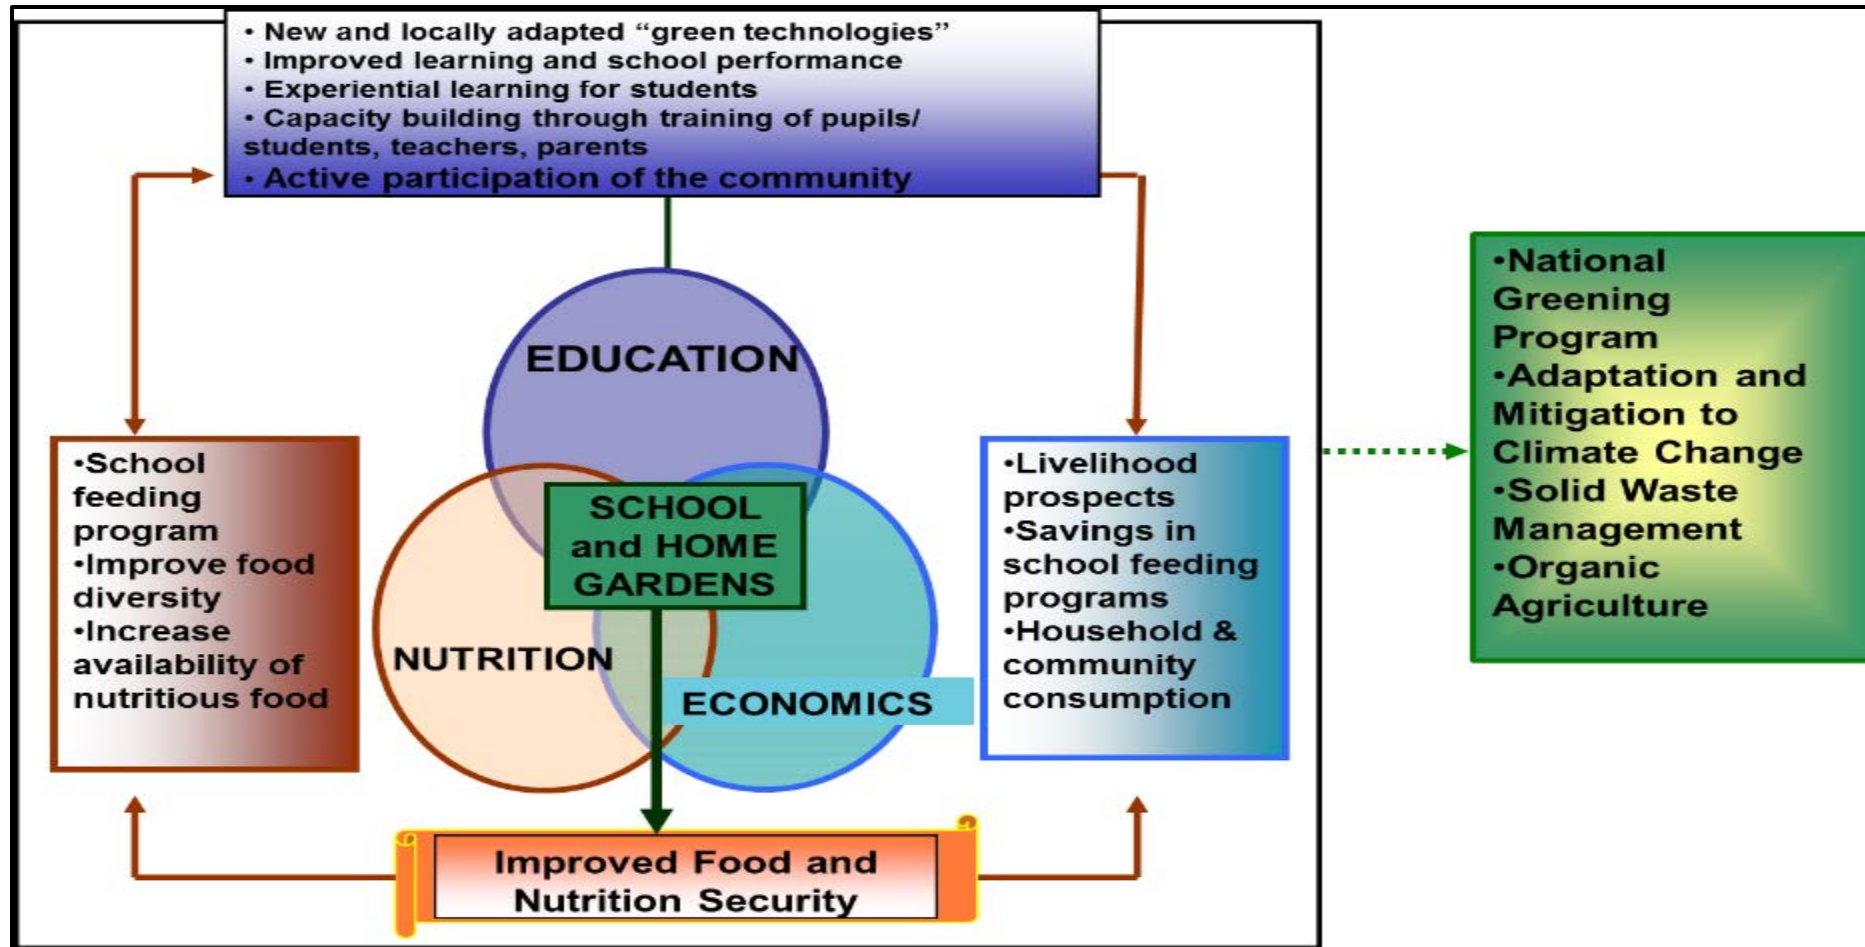 • New and locally adapted “green technologies”
• Improved learning and school performance
• Experiential learning for students
• Capacity building through training of pupils/
students, teachers, parents
• Active participation of the community
EDUCATION
SCHOOL
and HOME
GARDENS
NUTRITION
ECONOMICS
•School
feeding
program
•Improve food
diversity
•Increase
availability of
nutritious food
•Livelihood
prospects
•Savings in
school feeding
programs
•Household &
community
consumption
Improved Food and
Nutrition Security
•National
Greening
Program
•Adaptation and
Mitigation to
Climate Change
•Solid Waste
Management
•Organic
Agriculture